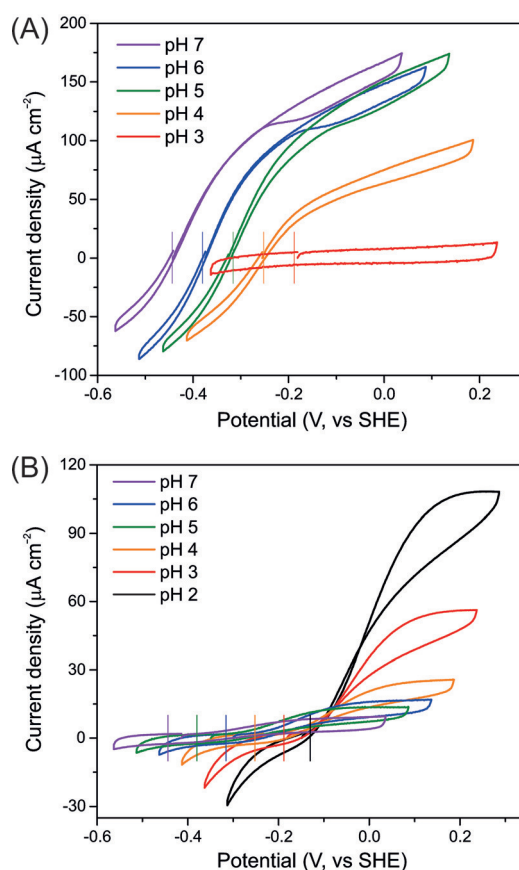 (A)
200
150
100
50
0
-50
-100
Current density (µA cm⁻²)
pH 7
pH 6
pH 5
pH 4
pH 3
-0.6 -0.4 -0.2 0.0 0.2
Potential (V, vs SHE)
(B)
120
90
60
30
0
-30
Current density (µA cm⁻²)
pH 7
pH 6
pH 5
pH 4
pH 3
pH 2
-0.6 -0.4 -0.2 0.0 0.2
Potential (V, vs SHE)